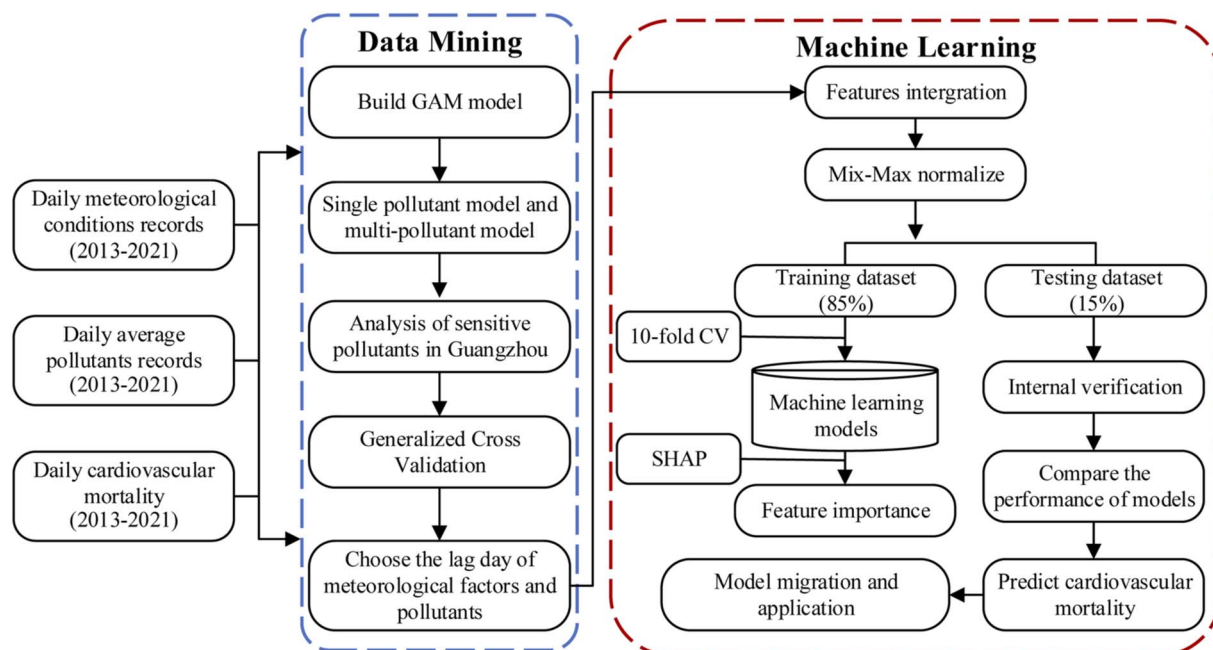 Daily meteorological
conditions records
(2013-2021)
Daily average
pollutants records
(2013-2021)
Daily cardiovascular
mortality
(2013-2021)
Data Mining
Build GAM model
Single pollutant model and
multi-pollutant model
Analysis of sensitive
pollutants in Guangzhou
Generalized Cross
Validation
Choose the lag day of
meteorological factors and
pollutants
Machine Learning
Features intergration
Mix-Max normalize
Training dataset
(85%)
10-fold CV
Machine learning
models
SHAP
Feature importance
Testing dataset
(15%)
Internal verification
Compare the
performance of models
Predict cardiovascular
mortality
Model migration and
application